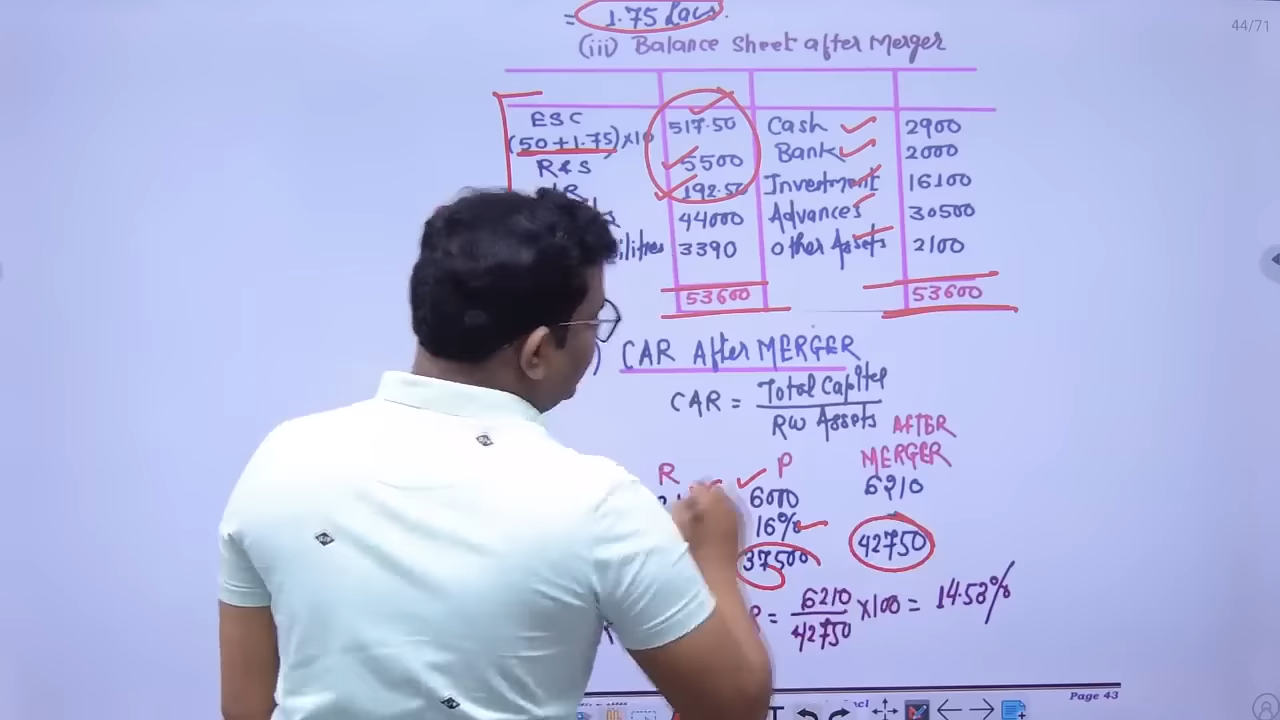 = 1.75 Lacs.
44/71
(iii) Balance Sheet after Merger
ESC 517.50 Cash 2900
(50+1.75)×10
R&S 5500 Bank 2000
192.50 Investment 16100
44000 Advances 30500
ilities 3390 Other Assets 2100
53600 53600
CAR After MERGER
CAR = Total Capital
RW Assets
R P AFTER MERGER
6000 6210
16%
37500 42750
= 6210 ×100 = 14.53%
42750
Page 43